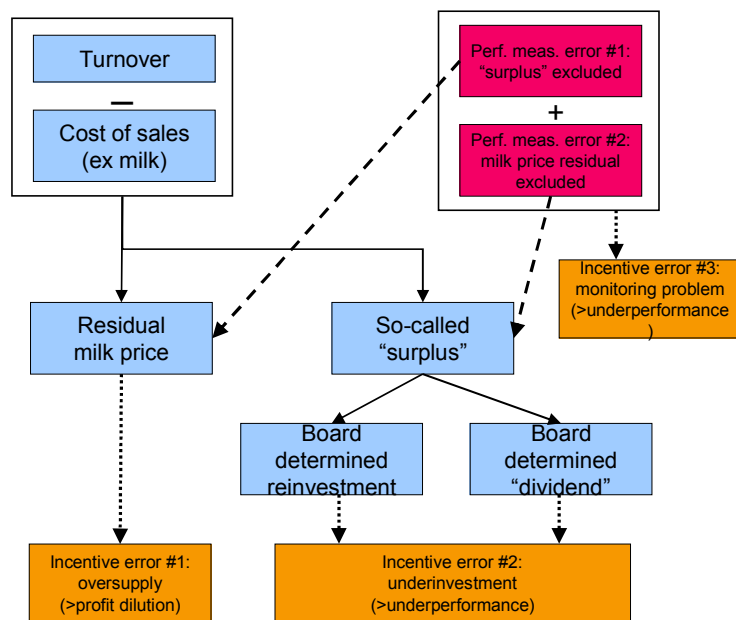 Turnover
–
Cost of sales
(ex milk)
Perf. meas. error #1:
“surplus” excluded
+
Perf. meas. error #2:
milk price residual
excluded
Incentive error #3:
monitoring problem
(>underperformance
)
Residual
milk price
So-called
“surplus”
Board
determined
reinvestment
Board
determined
“dividend”
Incentive error #1:
oversupply
(>profit dilution)
Incentive error #2:
underinvestment
(>underperformance)